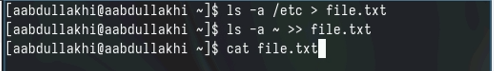 [aabdullakhi@aabdullakhi ~]$ ls -a /etc > file.txt
[aabdullakhi@aabdullakhi ~]$ ls -a ~ >> file.txt
[aabdullakhi@aabdullakhi ~]$ cat file.txt